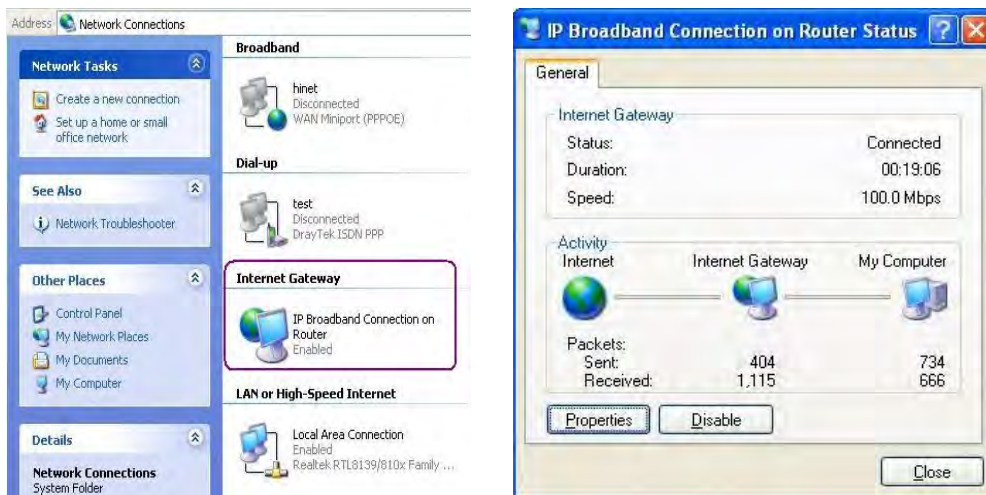 Address Network Connections
Network Tasks
Create a new connection
Set up a home or small
office network
See Also
Network Troubleshooter
Other Places
Control Panel
My Network Places
My Documents
My Computer
Details
Network Connections
System Folder
Broadband
hinet
Disconnected
WAN Miniport (PPPOE)
Dial-up
test
Disconnected
DrayTek ISDN PPP
Internet Gateway
IP Broadband Connection on
Router
Enabled
LAN or High-Speed Internet
Local Area Connection
Enabled
Realtek RTL8139/810x Family ...
IP Broadband Connection on Router Status
General
Internet Gateway
Status: Connected
Duration: 00:19:06
Speed: 100.0 Mbps
Activity
Internet Internet Gateway My Computer
Packets:
Sent: 404 734
Received: 1,115 666
Properties Disable
Close